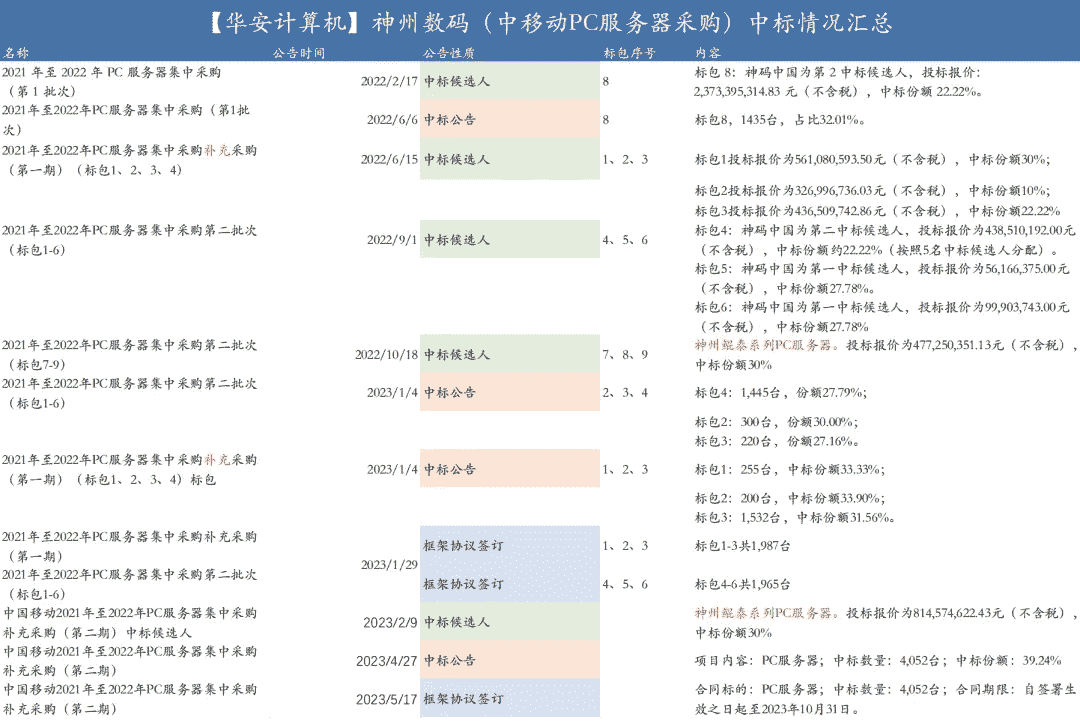 【华安计算机】神州数码（中移动PC服务器采购）中标情况汇总
名称 公告时间 公告性质 标包序号 内容
2021 年至 2022 年 PC 服务器集中采购
（第 1 批次）
2022/2/17 中标候选人 8
标包 8：神码中国为第 2 中标候选人，投标报价：
2,373,395,314.83 元（不含税），中标份额 22.22%。
2021年至2022年PC服务器集中采购（第1批
次）
2022/6/6 中标公告 8 标包8，1435台，占比32.01%。
2021年至2022年PC服务器集中采购补充采购
（第一期）（标包1、2、3、4）
2022/6/15 中标候选人 1、2、3 标包1投标报价为561,080,593.50元（不含税），中标份额30%；
标包2投标报价为326,996,736.03元（不含税），中标份额10%；
标包3投标报价为436,509,742.86元（不含税），中标份额22.22%
2021年至2022年PC服务器集中采购第二批次
（标包1-6）
2022/9/1 中标候选人 4、5、6
标包4：神码中国为第二中标候选人，投标报价为438,510,192.00元
（不含税），中标份额约22.22%（按照5名中标候选人分配）。
标包5：神码中国为第一中标候选人，投标报价为56,166,375.00元
（不含税），中标份额27.78%。
标包6：神码中国为第一中标候选人，投标报价为99,903,743.00元
（不含税），中标份额27.78%
2021年至2022年PC服务器集中采购第二批次
（标包7-9）
2022/10/18 中标候选人 7、8、9
神州鲲泰系列PC服务器。投标报价为477,250,351.13元（不含税），
中标份额30%
2021年至2022年PC服务器集中采购第二批次
（标包1-6）
2023/1/4 中标公告 2、3、4 标包4：1,445台，份额27.79%；
标包2：300台，份额30.00%；
标包3：220台，份额27.16%。
2021年至2022年PC服务器集中采购补充采购
（第一期）（标包1、2、3、4）标包
2023/1/4 中标公告 1、2、3 标包1：255台，中标份额33.33%；
标包2：200台，中标份额33.90%；
标包3：1,532台，中标份额31.56%。
2021年至2022年PC服务器集中采购补充采购
（第一期）
2023/1/29 框架协议签订 1、2、3 标包1-3共1,987台
2021年至2022年PC服务器集中采购第二批次
（标包1-6）
框架协议签订 4、5、6 标包4-6共1,965台
中国移动2021年至2022年PC服务器集中采购
补充采购（第二期）中标候选人
2023/2/9 中标候选人
神州鲲泰系列PC服务器。投标报价为814,574,622.43元（不含税），
中标份额30%
中国移动2021年至2022年PC服务器集中采购
补充采购（第二期）
2023/4/27 中标公告 项目内容：PC服务器；中标数量：4,052台；中标份额：39.24%
中国移动2021年至2022年PC服务器集中采购
补充采购（第二期）
2023/5/17 框架协议签订
合同标的：PC服务器；中标数量：4,052台；合同期限：自签署生
效之日起至2023年10月31日。